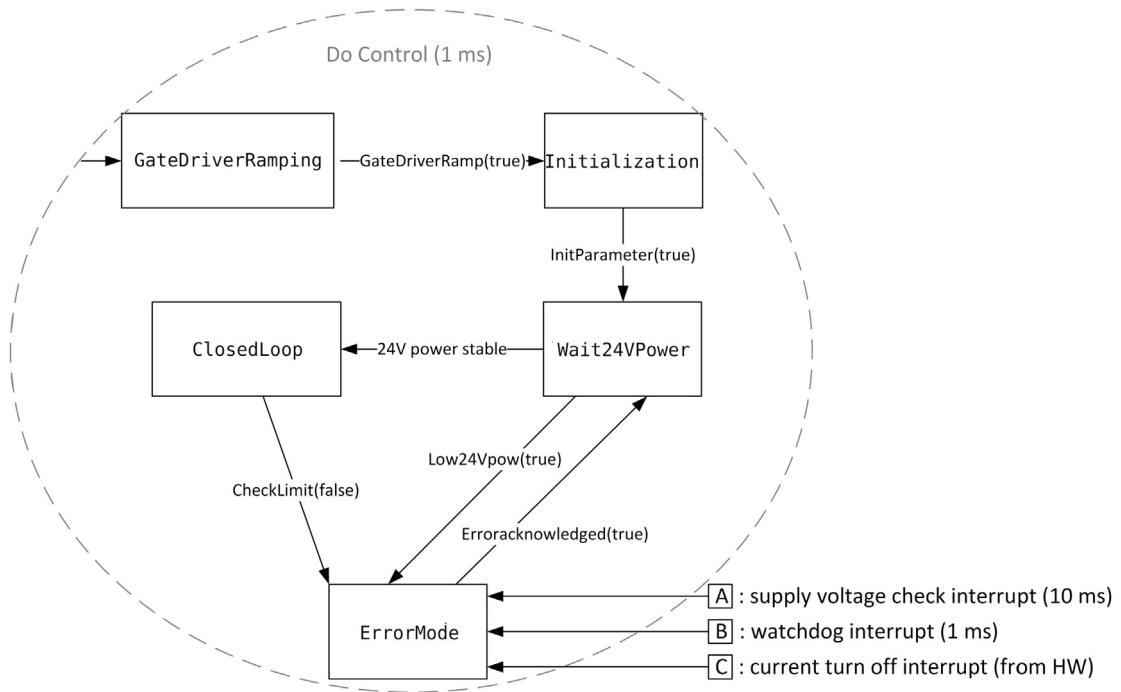 Do Control (1 ms)
GateDriverRamping
GateDriverRamp(true)
Initialization
InitParameter(true)
ClosedLoop
24V power stable
Wait24VPower
Low24Vpow(true)
CheckLimit(false)
Erroracknowledged(true)
ErrorMode
A : supply voltage check interrupt (10 ms)
B : watchdog interrupt (1 ms)
C : current turn off interrupt (from HW)